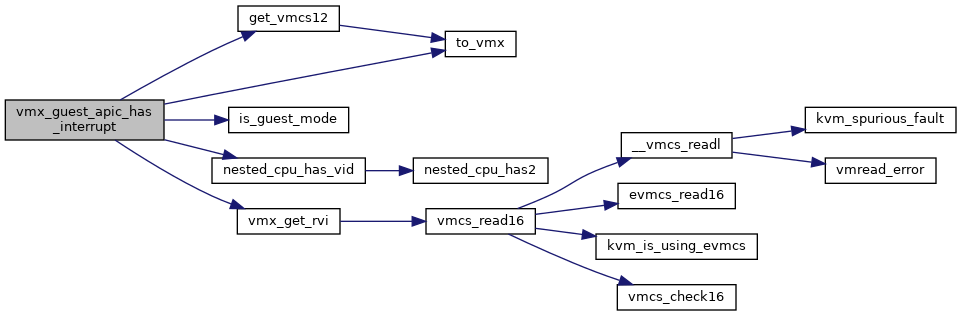 get_vmcs12
to_vmx
vmx_guest_apic_has
_interrupt
is_guest_mode
kvm_spurious_fault
__vmcs_readl
nested_cpu_has_vid
nested_cpu_has2
vmread_error
evmcs_read16
vmx_get_rvi
vmcs_read16
kvm_is_using_evmcs
vmcs_check16